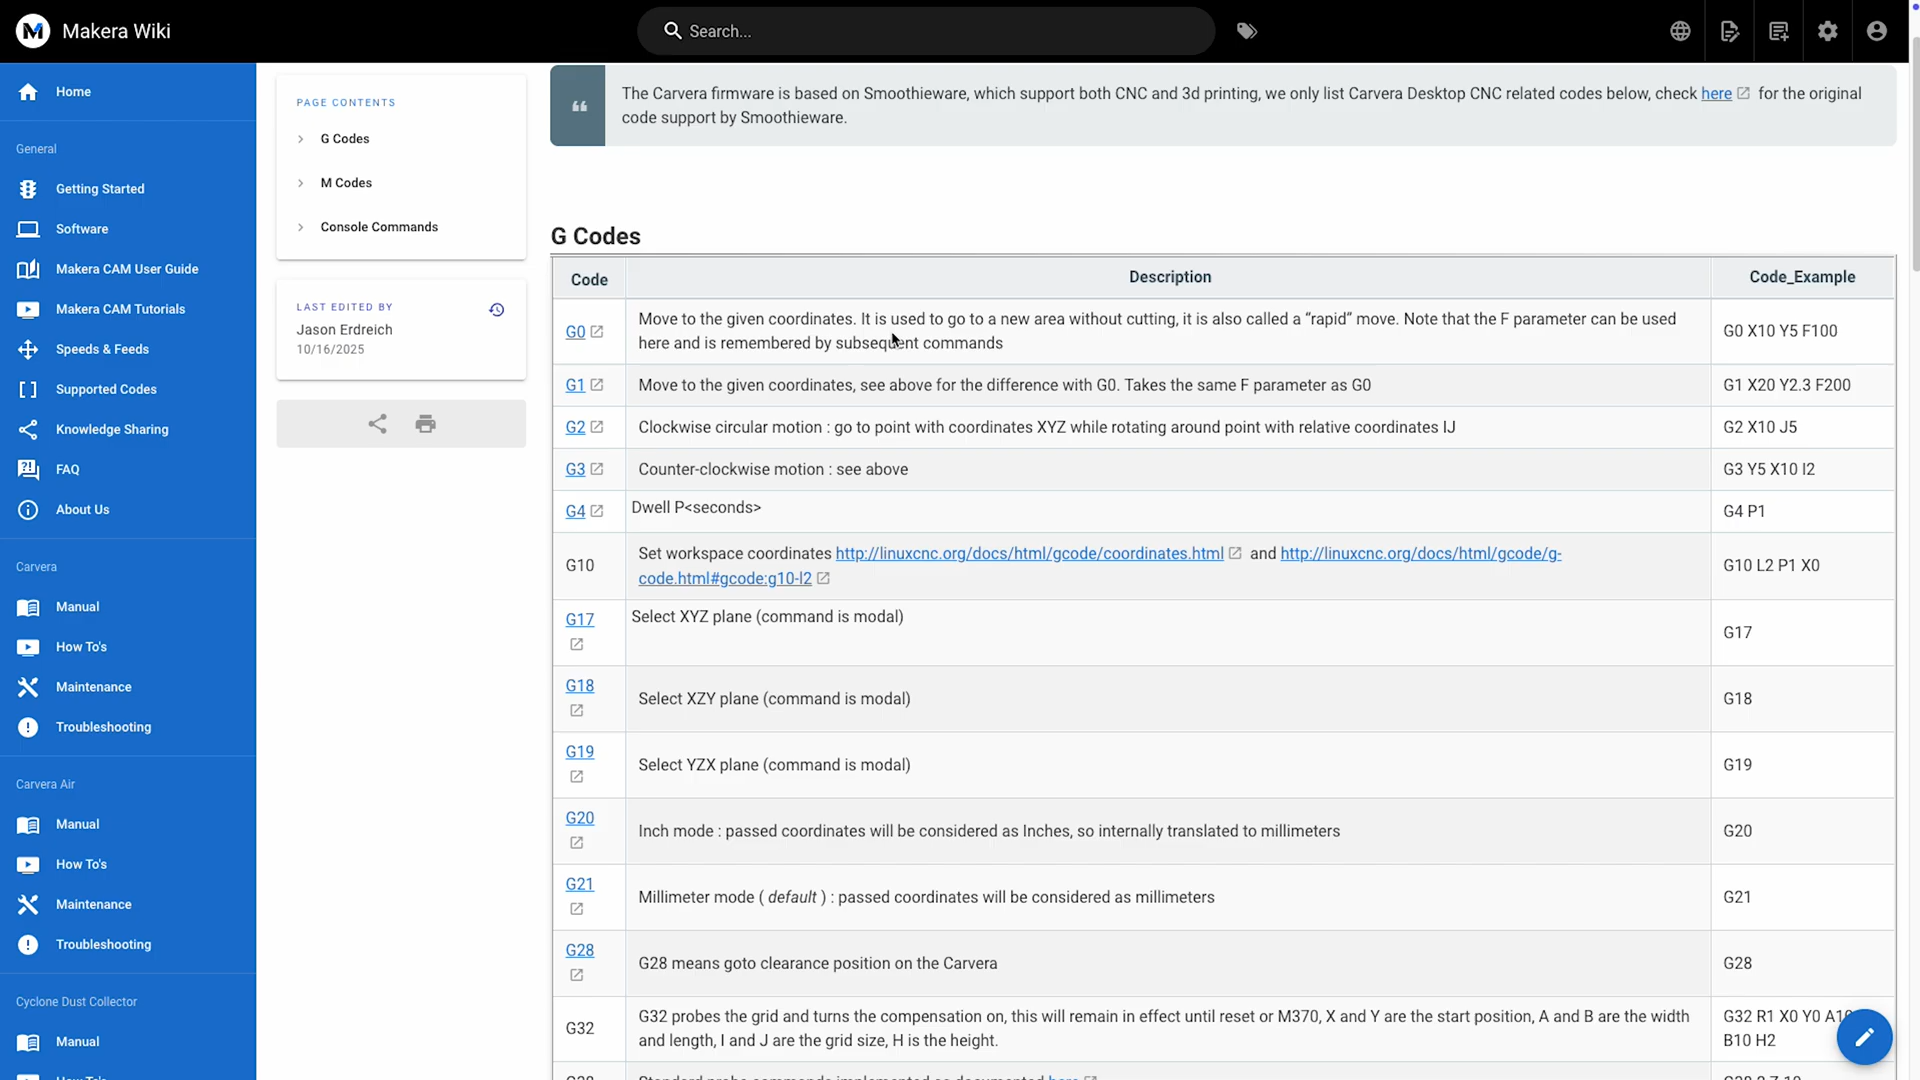 Makera Wiki
Search...
Home
General
Getting Started
Software
Makera CAM User Guide
Makera CAM Tutorials
Speeds & Feeds
Supported Codes
Knowledge Sharing
FAQ
About Us
Carvera
Manual
How To's
Maintenance
Troubleshooting
Carvera Air
Manual
How To's
Maintenance
Troubleshooting
Cyclone Dust Collector
Manual
PAGE CONTENTS
G Codes
M Codes
Console Commands
LAST EDITED BY
Jason Erdreich
10/16/2025
The Carvera firmware is based on Smoothieware, which support both CNC and 3d printing, we only list Carvera Desktop CNC related codes below, check here for the original
code support by Smoothieware.
G Codes
Code Description Code_Example
G0 Move to the given coordinates. It is used to go to a new area without cutting, it is also called a “rapid” move. Note that the F parameter can be used G0 X10 Y5 F100
here and is remembered by subsequent commands
G1 Move to the given coordinates, see above for the difference with G0. Takes the same F parameter as G0 G1 X20 Y2.3 F200
G2 Clockwise circular motion : go to point with coordinates XYZ while rotating around point with relative coordinates IJ G2 X10 J5
G3 Counter-clockwise motion : see above G3 Y5 X10 I2
G4 Dwell P<seconds> G4 P1
G10 Set workspace coordinates http://linuxcnc.org/docs/html/gcode/coordinates.html and http://linuxcnc.org/docs/html/gcode/g- G10 L2 P1 X0
code.html#gcode:g10-l2
G17 Select XYZ plane (command is modal) G17
G18 Select XZY plane (command is modal) G18
G19 Select YZX plane (command is modal) G19
G20 Inch mode : passed coordinates will be considered as Inches, so internally translated to millimeters G20
G21 Millimeter mode ( default ) : passed coordinates will be considered as millimeters G21
G28 G28 means goto clearance position on the Carvera G28
G32 G32 probes the grid and turns the compensation on, this will remain in effect until reset or M370, X and Y are the start position, A and B are the width G32 R1 X0 Y0 A10
and length, I and J are the grid size, H is the height. B10 H2